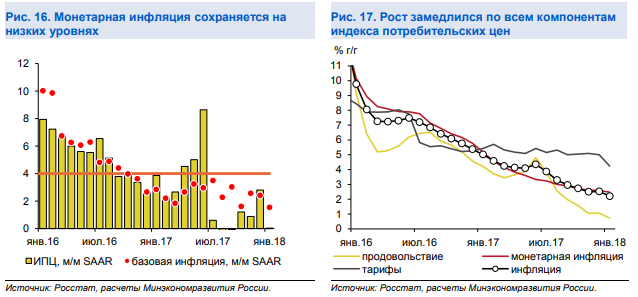 Рис. 16. Монетарная инфляция сохраняется на
низких уровнях
12
10
8
6
4
2
0
янв.16
июл.16
янв.17
июл.17
янв.18
ИПЦ, м/м SAAR
базовая инфляция, м/м SAAR
Источник: Росстат, расчеты Минэкономразвития России.
Рис. 17. Рост замедлился по всем компонентам
индекса потребительских цен
% г/г
11
10
9
8
7
6
5
4
3
2
1
0
янв.16
июл.16
янв.17
июл.17
янв.18
продовольствие
монетарная инфляция
тарифы
инфляция
Источник: Росстат, расчеты Минэкономразвития России.